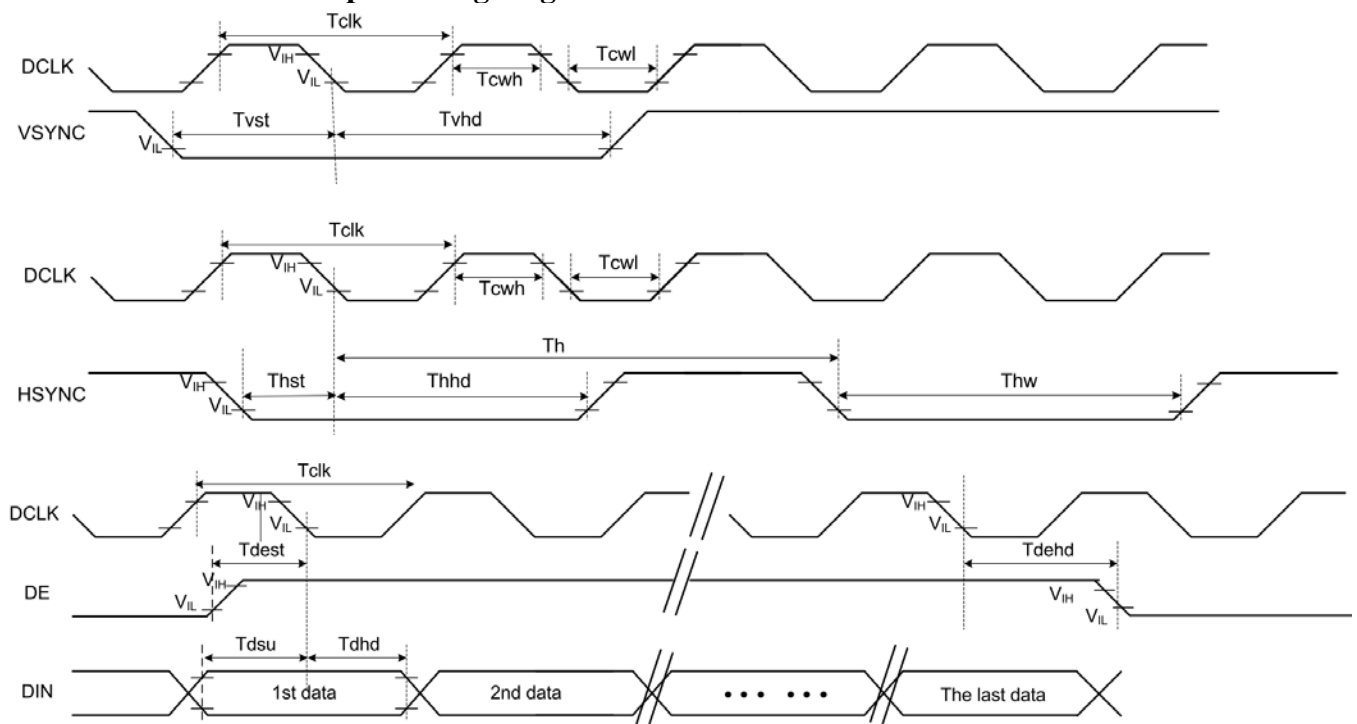 Tclk
DCLK
VIH
VIL
Tcwh
Tcwl
VSYNC
VIL
Tvst
Tvhd
Tclk
DCLK
VIH
VIL
Tcwh
Tcwl
Th
HSYNC
VIH
VIL
Thst
Thhd
Thw
Tclk
DCLK
VIH
VIL
VIH
VIL
Tdest
Tdehd
DE
VIH
VIL
VIH
VIL
Tdsu
Tdhd
DIN
1st data
2nd data
The last data